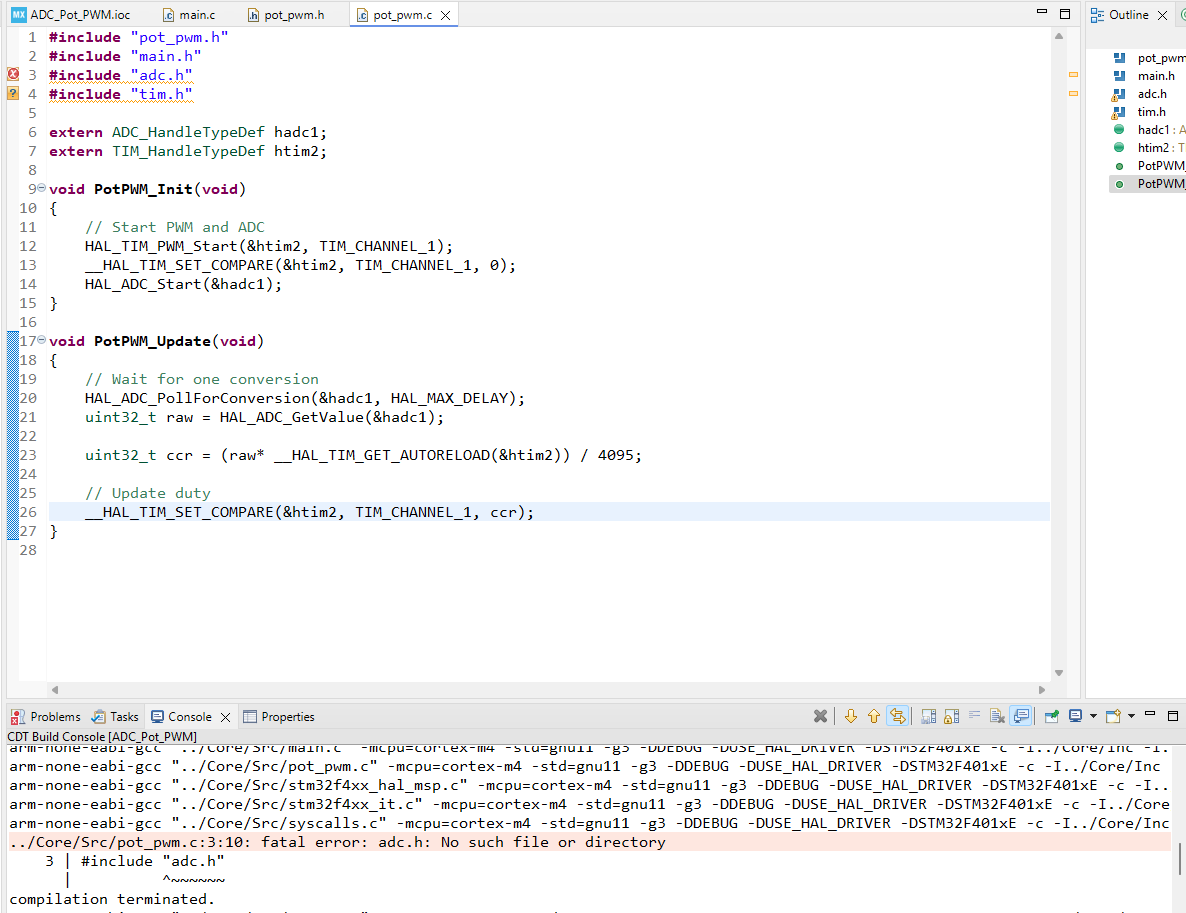 MX ADC_Pot_PWM.ioc main.c pot_pwm.h pot_pwm.c
Outline
1 #include "pot_pwm.h"
2 #include "main.h"
3 #include "adc.h"
4 #include "tim.h"
5
6 extern ADC_HandleTypeDef hadc1;
7 extern TIM_HandleTypeDef htim2;
8
9 void PotPWM_Init(void)
10 {
11 // Start PWM and ADC
12 HAL_TIM_PWM_Start(&htim2, TIM_CHANNEL_1);
13 __HAL_TIM_SET_COMPARE(&htim2, TIM_CHANNEL_1, 0);
14 HAL_ADC_Start(&hadc1);
15 }
16
17 void PotPWM_Update(void)
18 {
19 // Wait for one conversion
20 HAL_ADC_PollForConversion(&hadc1, HAL_MAX_DELAY);
21 uint32_t raw = HAL_ADC_GetValue(&hadc1);
22
23 uint32_t ccr = (raw* __HAL_TIM_GET_AUTORELOAD(&htim2)) / 4095;
24
25 // Update duty
26 __HAL_TIM_SET_COMPARE(&htim2, TIM_CHANNEL_1, ccr);
27 }
28
pot_pwm
main.h
adc.h
tim.h
hadc1 : A
htim2 : T
PotPWM_
PotPWM_
Problems Tasks Console Properties
CDT Build Console [ADC_Pot_PWM]
arm-none-eabi-gcc "../Core/Src/main.c" -mcpu=cortex-m4 -std=gnu11 -g3 -DDEBUG -DUSE_HAL_DRIVER -DSTM32F401xE -c -I../Core/Inc -I.
arm-none-eabi-gcc "../Core/Src/pot_pwm.c" -mcpu=cortex-m4 -std=gnu11 -g3 -DDEBUG -DUSE_HAL_DRIVER -DSTM32F401xE -c -I../Core/Inc
arm-none-eabi-gcc "../Core/Src/stm32f4xx_hal_msp.c" -mcpu=cortex-m4 -std=gnu11 -g3 -DDEBUG -DUSE_HAL_DRIVER -DSTM32F401xE -c -I..
arm-none-eabi-gcc "../Core/Src/stm32f4xx_it.c" -mcpu=cortex-m4 -std=gnu11 -g3 -DDEBUG -DUSE_HAL_DRIVER -DSTM32F401xE -c -I../Core
arm-none-eabi-gcc "../Core/Src/syscalls.c" -mcpu=cortex-m4 -std=gnu11 -g3 -DDEBUG -DUSE_HAL_DRIVER -DSTM32F401xE -c -I../Core/Inc
../Core/Src/pot_pwm.c:3:10: fatal error: adc.h: No such file or directory
3 | #include "adc.h"
| ^~~~~~~
compilation terminated.